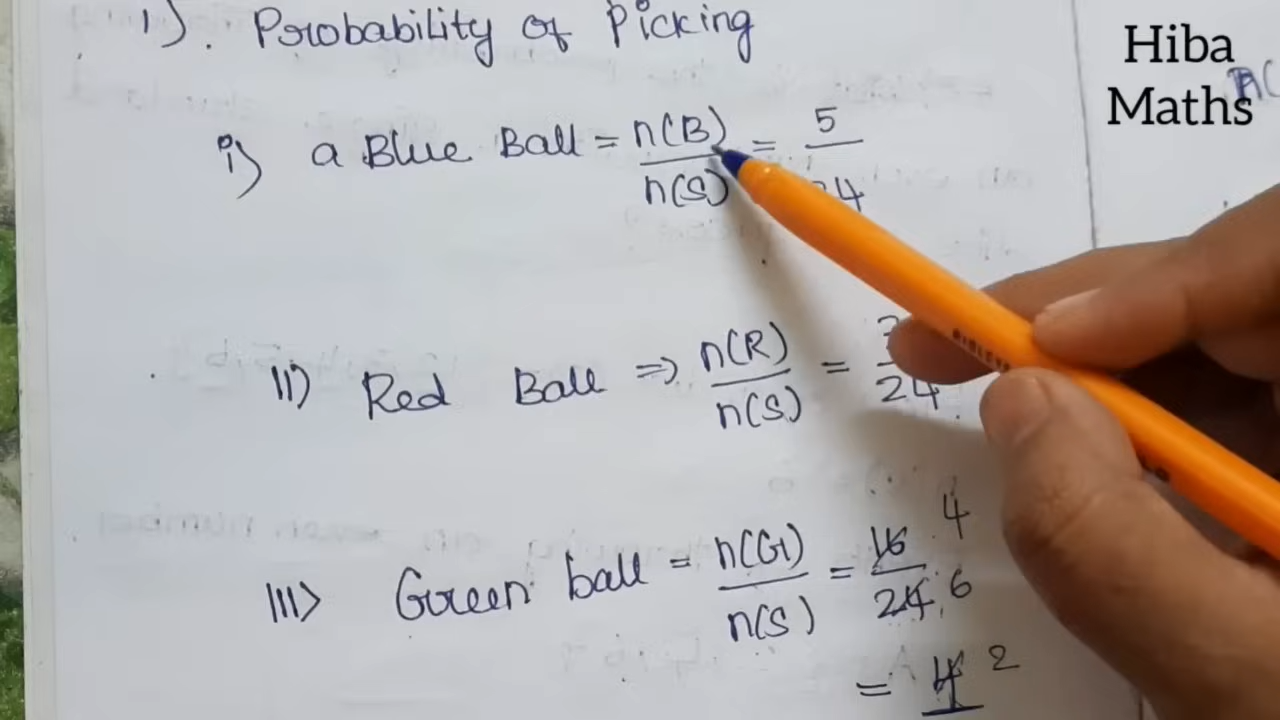 1). Probability of Picking
Hiba
Maths
i) a Blue Ball = n(B) / n(S) = 5 / 24
ii) Red Ball => n(R) / n(S) = / 24
iii) Green ball = n(G) / n(S) = 16 / 24 4 6
= 4 2